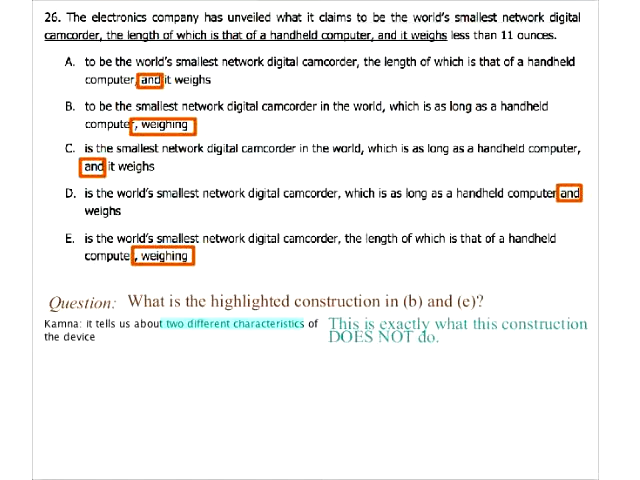 26. The electronics company has unveiled what it claims to be the world's smallest network digital
camcorder, the length of which is that of a handheld computer, and it weighs less than 11 ounces.
A. to be the world's smallest network digital camcorder, the length of which is that of a handheld
computer, and it weighs
B. to be the smallest network digital camcorder in the world, which is as long as a handheld
computer, weighing
C. is the smallest network digital camcorder in the world, which is as long as a handheld computer,
and it weighs
D. is the world's smallest network digital camcorder, which is as long as a handheld computer and
weighs
E. is the world's smallest network digital camcorder, the length of which is that of a handheld
computer, weighing
Question: What is the highlighted construction in (b) and (e)?
Kamna: it tells us about two different characteristics of
the device
This is exactly what this construction
DOES NOT do.